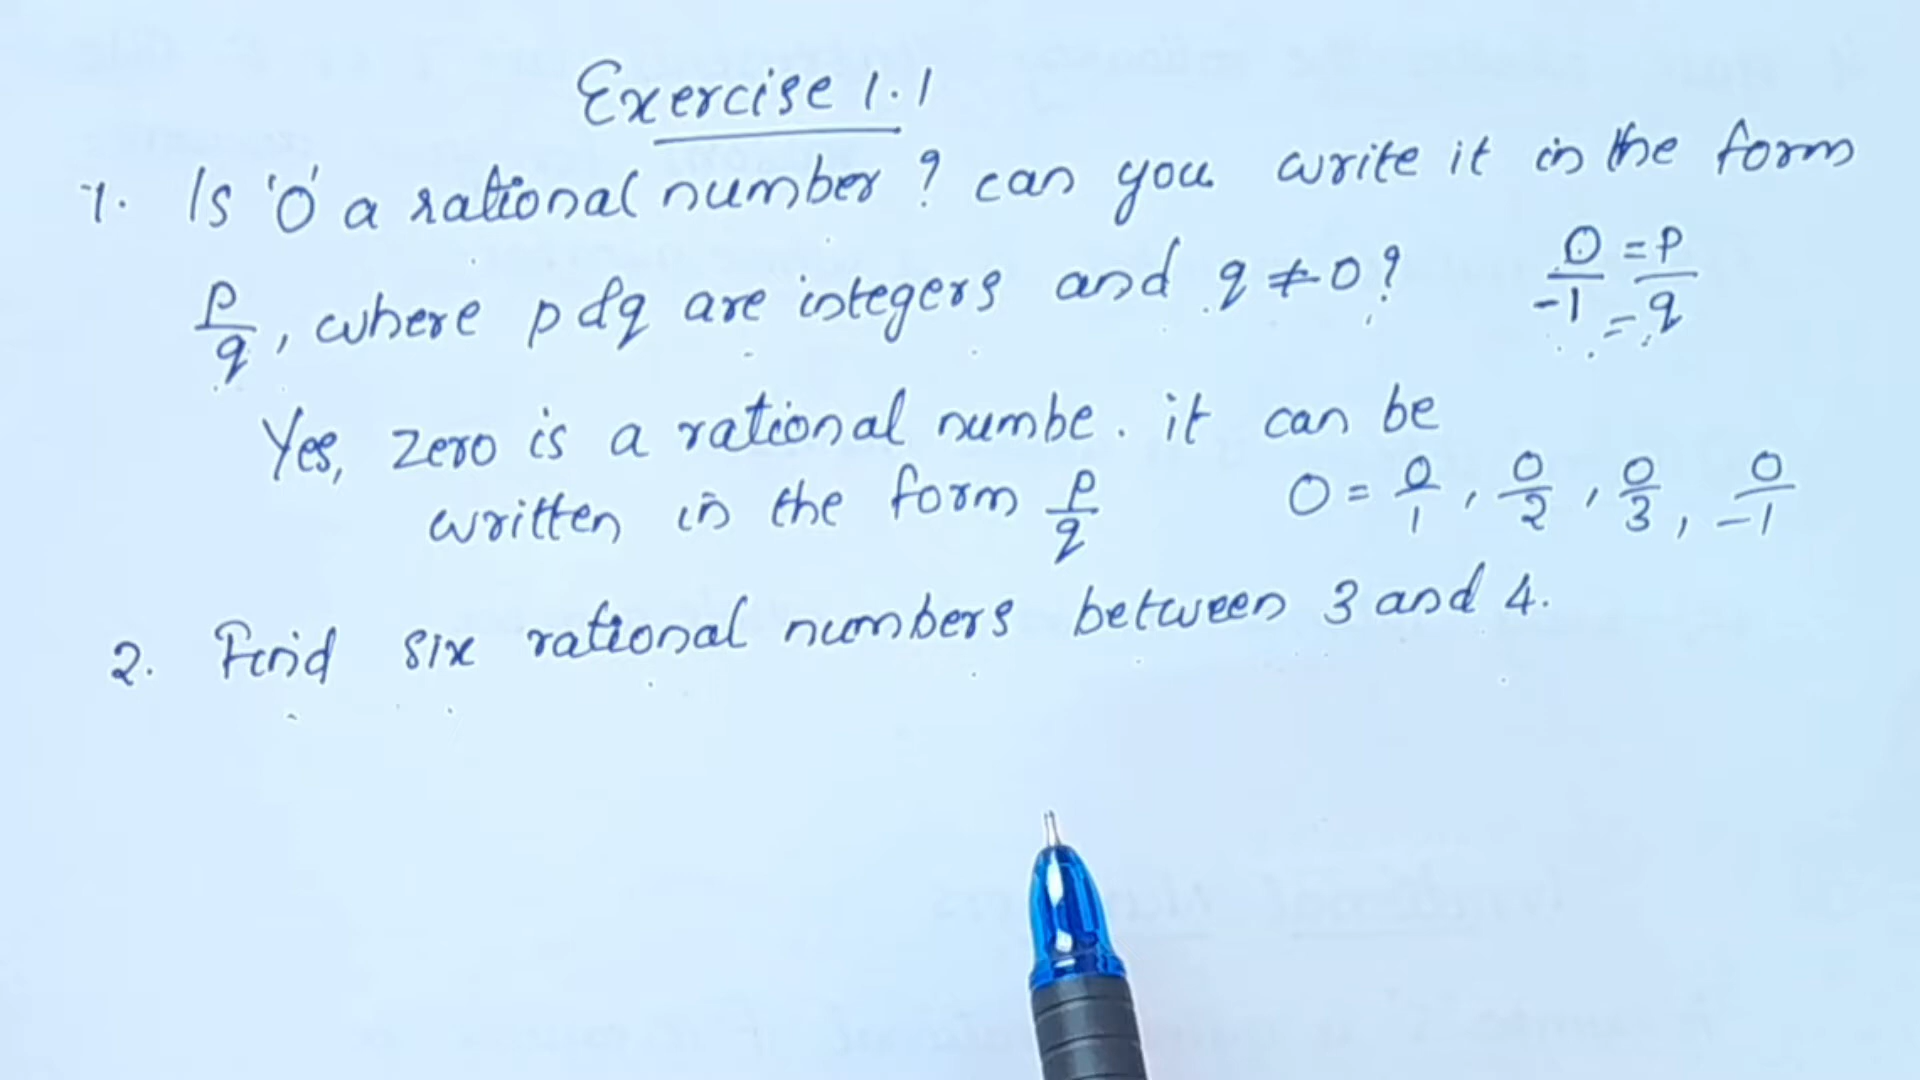 Exercise 1.1
1. Is '0' a rational number? can you write it in the form
p/q, where p & q are integers and q ≠ 0?
0/-1 = p/q
=
Yes, zero is a rational numbe. it can be
written in the form p/q
0 = 0/1, 0/2, 0/3, 0/-1
2. Find six rational numbers between 3 and 4.